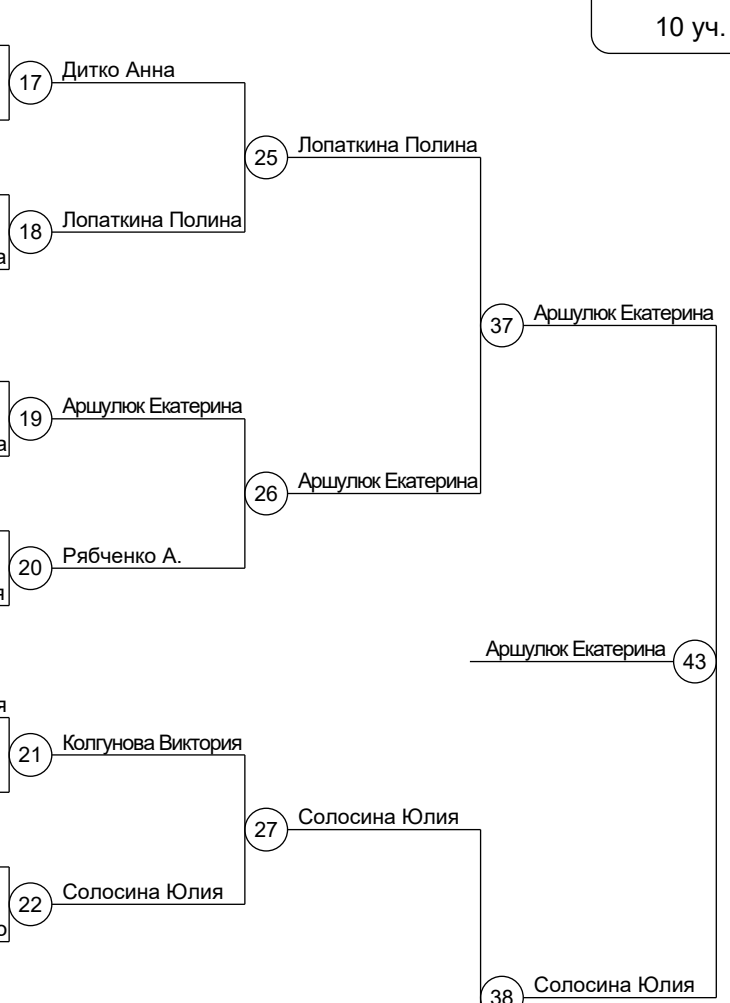 10 уч.
17 Дитко Анна
25 Лопаткина Полина
18 Лопаткина Полина
а
37 Аршулюк Екатерина
19 Аршулюк Екатерина
а
26 Аршулюк Екатерина
20 Рябченко А.
я
Аршулюк Екатерина 43
я
21 Колгунова Виктория
27 Солосина Юлия
22 Солосина Юлия
о
38 Солосина Юлия